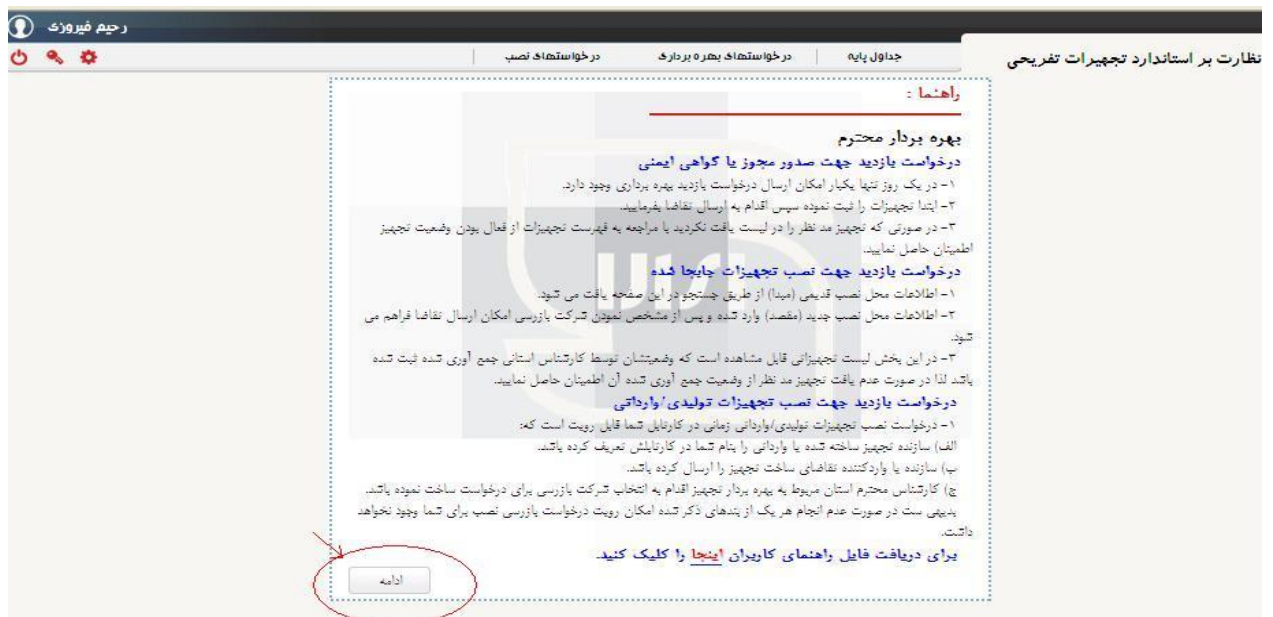 رحیم فیروزی
نظارت بر استاندارد تجهیرات تفریحی
جداول پایه
درخواستهای بهره برداری
درخواستهای نصب
راهنما :
بهره بردار محترم
درخواست بازدید جهت صدور مجوز یا گواهی ایمنی
۱- در یک روز تنها یکبار امکان ارسال درخواست بازدید بهره برداری وجود دارد.
۲- ابتدا تجهیزات را ثبت نموده سپس اقدام به ارسال تقاضا بفرمایید.
۳- در صورتی که تجهیز مد نظر را در لیست یافت نکردید با مراجعه به فهرست تجهیزات از فعال بودن وضعیت تجهیز
اطمینان حاصل نمایید.
درخواست بازدید جهت نصب تجهیزات جابجا شده
۱- اطلاعات محل نصب قدیمی (مبدا) از طریق جستجو در این صفحه یافت می شود.
۲- اطلاعات محل نصب جدید (مقصد) وارد شده و پس از مشخص نمودن شرکت بازرسی امکان ارسال تقاضا فراهم می
شود.
۳- در این بخش لیست تجهیزاتی قابل مشاهده است که وضعیتشان توسط کارشناس استانی جمع آوری شده ثبت شده
باشد لذا در صورت عدم یافت تجهیز مد نظر از وضعیت جمع آوری شده آن اطمینان حاصل نمایید.
درخواست بازدید جهت نصب تجهیزات تولیدی/وارداتی
۱- درخواست نصب تجهیزات تولیدی/وارداتی زمانی در کارتابل شما قابل رویت است که:
الف) سازنده تجهیز ساخته شده یا وارداتی را بنام شما در کارتابلش تعریف کرده باشد.
ب) سازنده یا واردکننده تقاضای ساخت تجهیز را ارسال کرده باشد.
ج) کارشناس محترم استان مربوط به بهره بردار تجهیز اقدام به انتخاب شرکت بازرسی برای درخواست ساخت نموده باشد.
بدیهی ست در صورت عدم انجام هر یک از بندهای ذکر شده امکان رویت درخواست بازرسی نصب برای شما وجود نخواهد
داشت.
برای دریافت فایل راهنمای کاربران اینجا را کلیک کنید.
ادامه